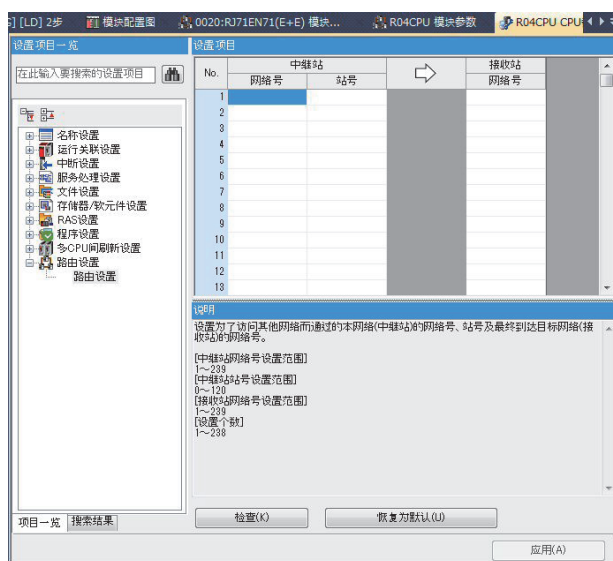 [LD] 2步 模块配置图 0020:RJ71EN71(E+E) 模块... R04CPU 模块参数 R04CPU CPU
设置项目一览
在此输入要搜索的设置项目
名称设置
运行关联设置
中断设置
服务处理设置
文件设置
存储器/软元件设置
RAS设置
程序设置
多CPU间刷新设置
路由设置
路由设置
项目一览 搜索结果
设置项目
No. 中继站 接收站
网络号 站号 网络号
1
2
3
4
5
6
7
8
9
10
11
12
13
说明
设置为了访问其他网络而通过的本网络(中继站)的网络号、站号及最终到达目标网络(接
收站)的网络号。
[中继站网络号设置范围]
1～239
[中继站站号设置范围]
0～120
[接收站网络号设置范围]
1～239
[设置个数]
1～238
检查(K) 恢复为默认(U)
应用(A)